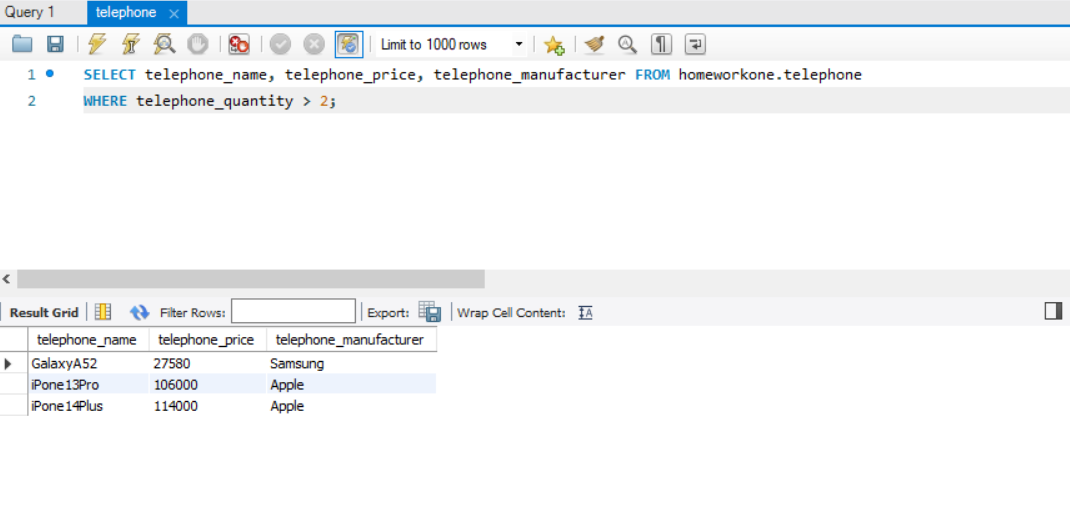 Query 1 telephone
Limit to 1000 rows
1 SELECT telephone_name, telephone_price, telephone_manufacturer FROM homeworkone.telephone
2 WHERE telephone_quantity > 2;
Result Grid Filter Rows: Export: Wrap Cell Content:
telephone_name telephone_price telephone_manufacturer
GalaxyA52 27580 Samsung
iPone13Pro 106000 Apple
iPone14Plus 114000 Apple